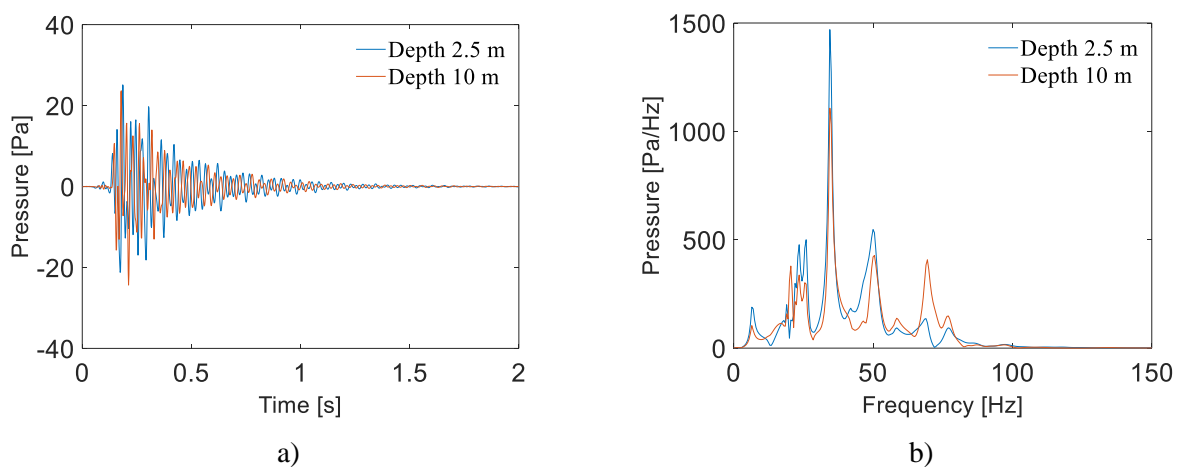 40
20
0
-20
-40
Pressure [Pa]
Depth 2.5 m
Depth 10 m
0
0.5
1
1.5
2
Time [s]
a)
1500
1000
500
0
Pressure [Pa/Hz]
Depth 2.5 m
Depth 10 m
0
50
100
150
Frequency [Hz]
b)